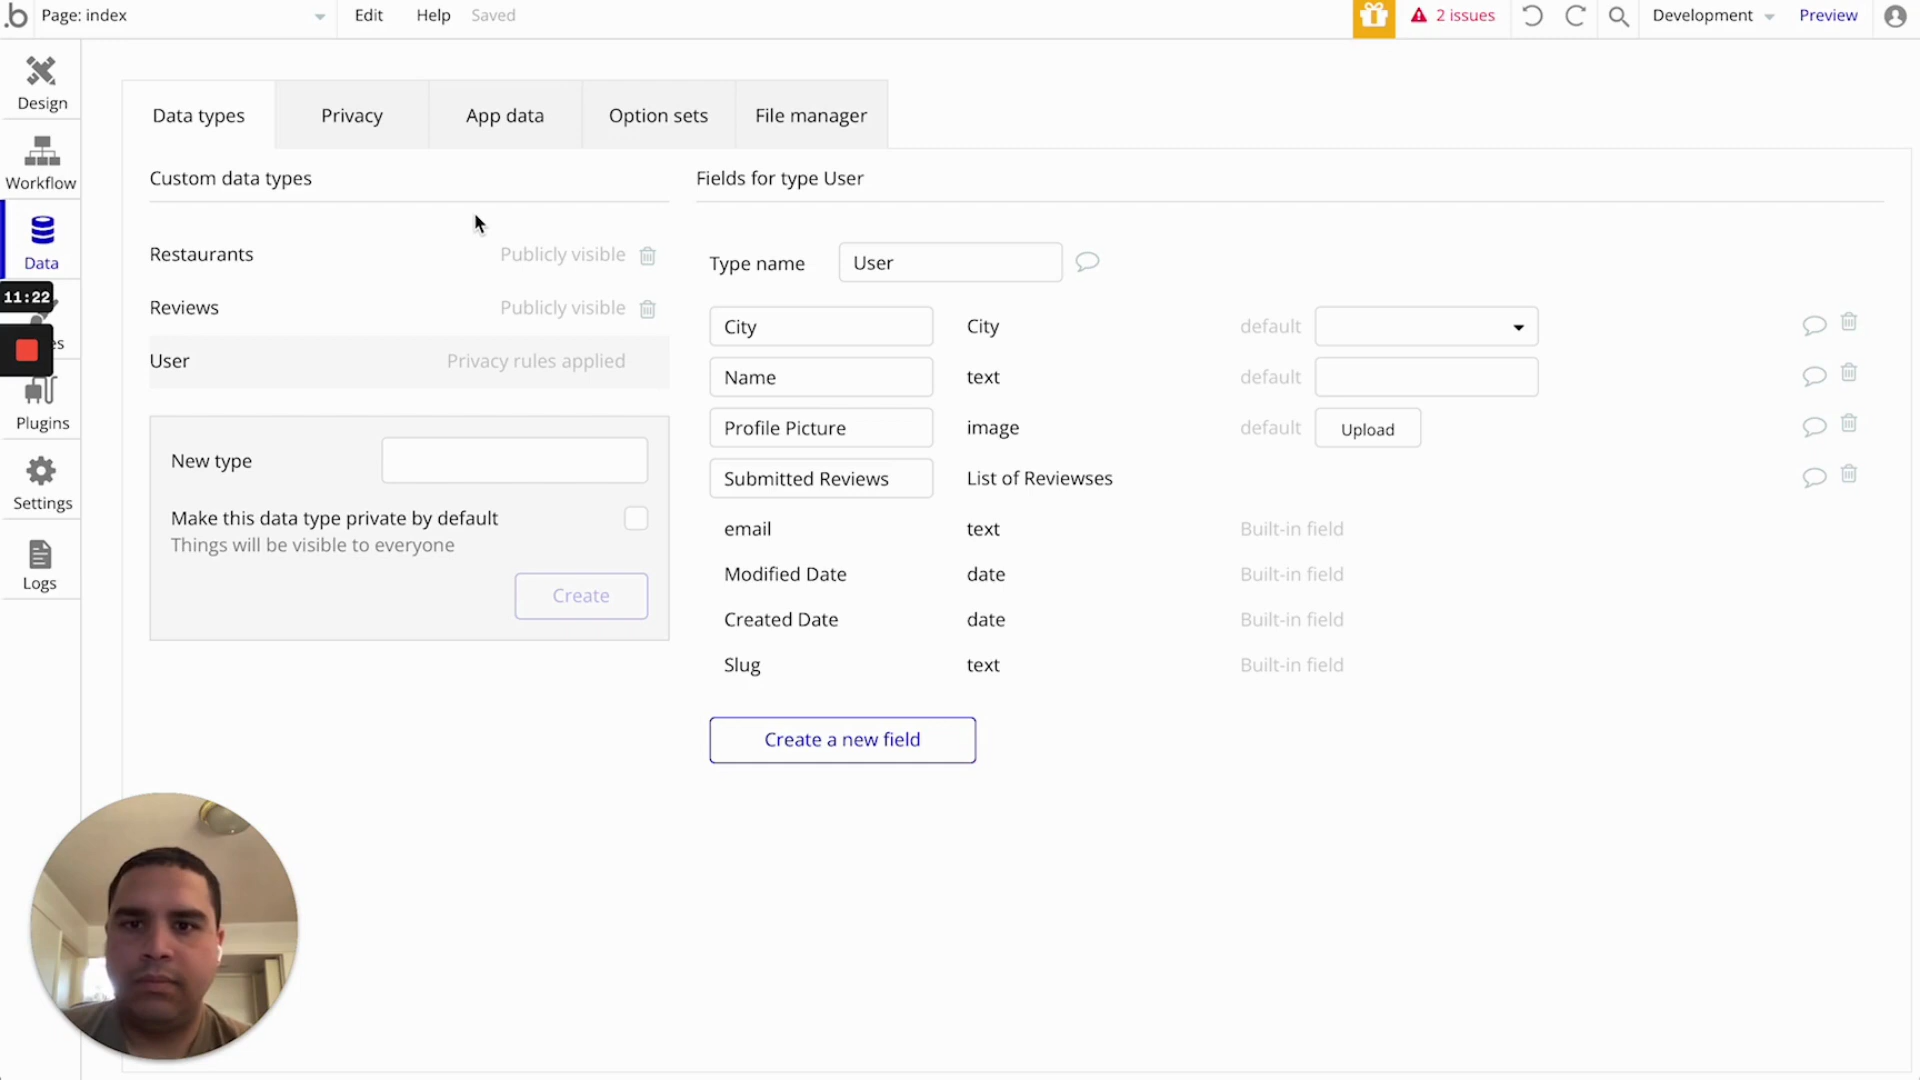 .b Page: index Edit Help Saved 2 issues Development Preview
Design
Workflow
Data
11:22
es
Plugins
Settings
Logs
Data types Privacy App data Option sets File manager
Custom data types
Restaurants Publicly visible
Reviews Publicly visible
User Privacy rules applied
New type
Make this data type private by default
Things will be visible to everyone
Create
Fields for type User
Type name User
City City default
Name text default
Profile Picture image default Upload
Submitted Reviews List of Reviewses
email text Built-in field
Modified Date date Built-in field
Created Date date Built-in field
Slug text Built-in field
Create a new field